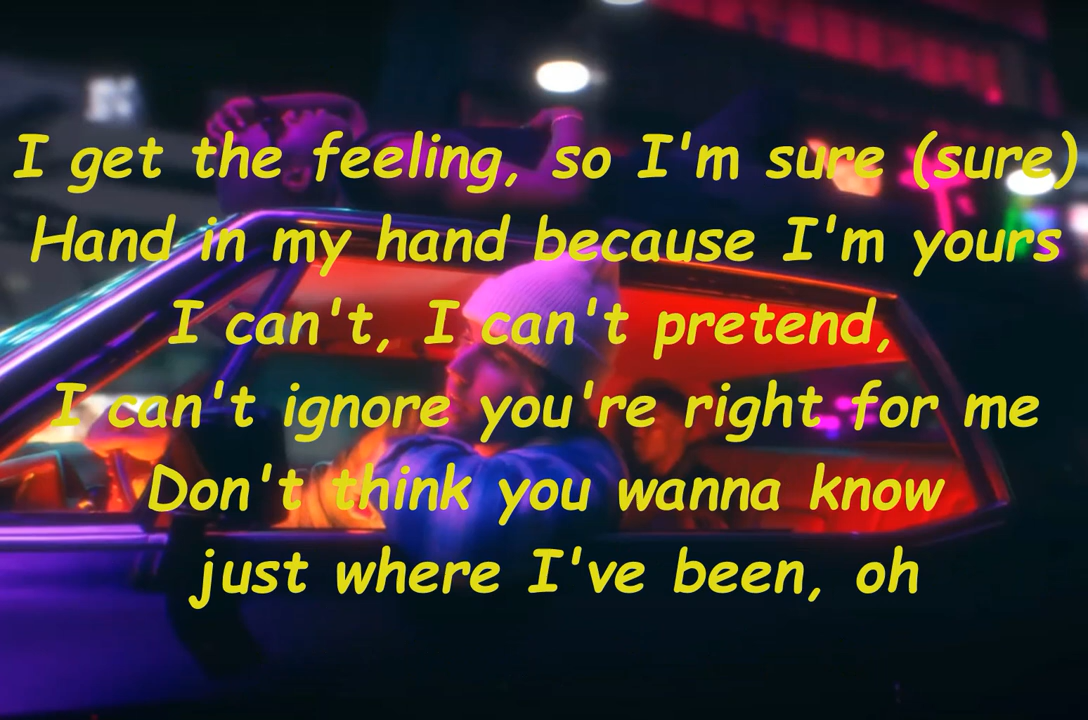 I get the feeling, so I'm sure (sure)
Hand in my hand because I'm yours
I can't, I can't pretend,
I can't ignore you're right for me
Don't think you wanna know
just where I've been, oh